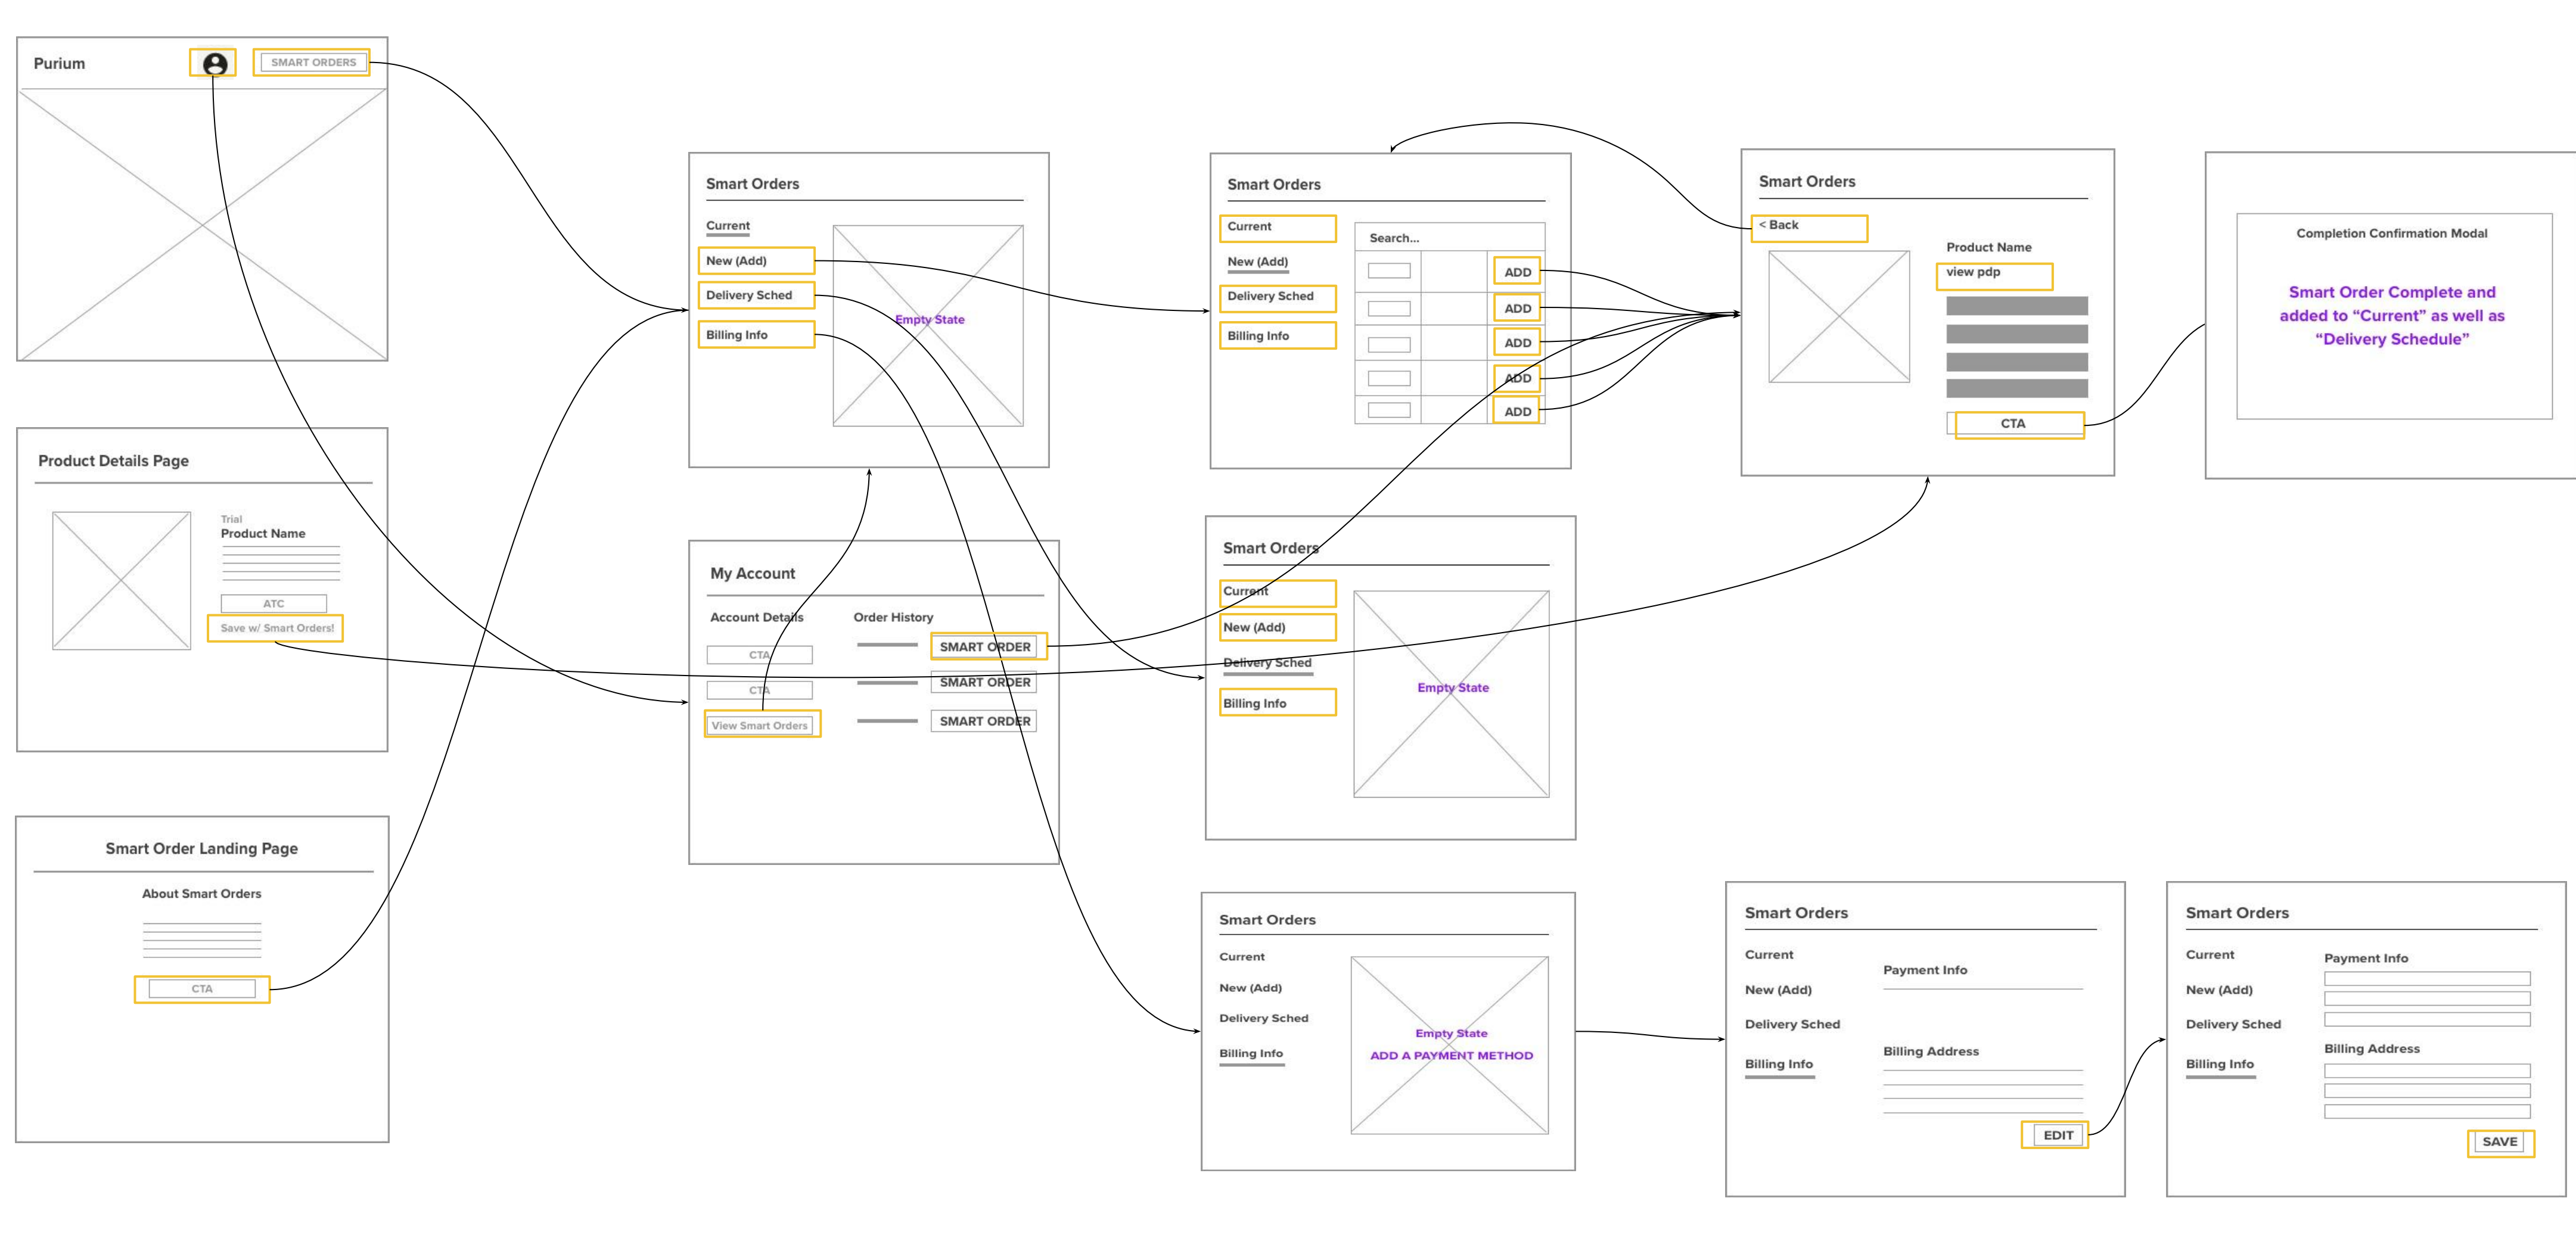 Purium
SMART ORDERS
Product Details Page
Trial
Product Name
ATC
Save w/ Smart Orders!
Smart Order Landing Page
About Smart Orders
CTA
Smart Orders
Current
New (Add)
Delivery Sched
Billing Info
Empty State
My Account
Account Details
Order History
CTA
SMART ORDER
CTA
SMART ORDER
View Smart Orders
SMART ORDER
Smart Orders
Current
New (Add)
Delivery Sched
Billing Info
Search...
ADD
ADD
ADD
ADD
ADD
Smart Orders
Current
New (Add)
Delivery Sched
Billing Info
Empty State
Smart Orders
Current
New (Add)
Delivery Sched
Billing Info
Empty State
ADD A PAYMENT METHOD
Smart Orders
< Back
Product Name
view pdp
CTA
Completion Confirmation Modal
Smart Order Complete and
added to “Current” as well as
“Delivery Schedule”
Smart Orders
Current
New (Add)
Delivery Sched
Billing Info
Payment Info
Billing Address
EDIT
Smart Orders
Current
New (Add)
Delivery Sched
Billing Info
Payment Info
Billing Address
SAVE